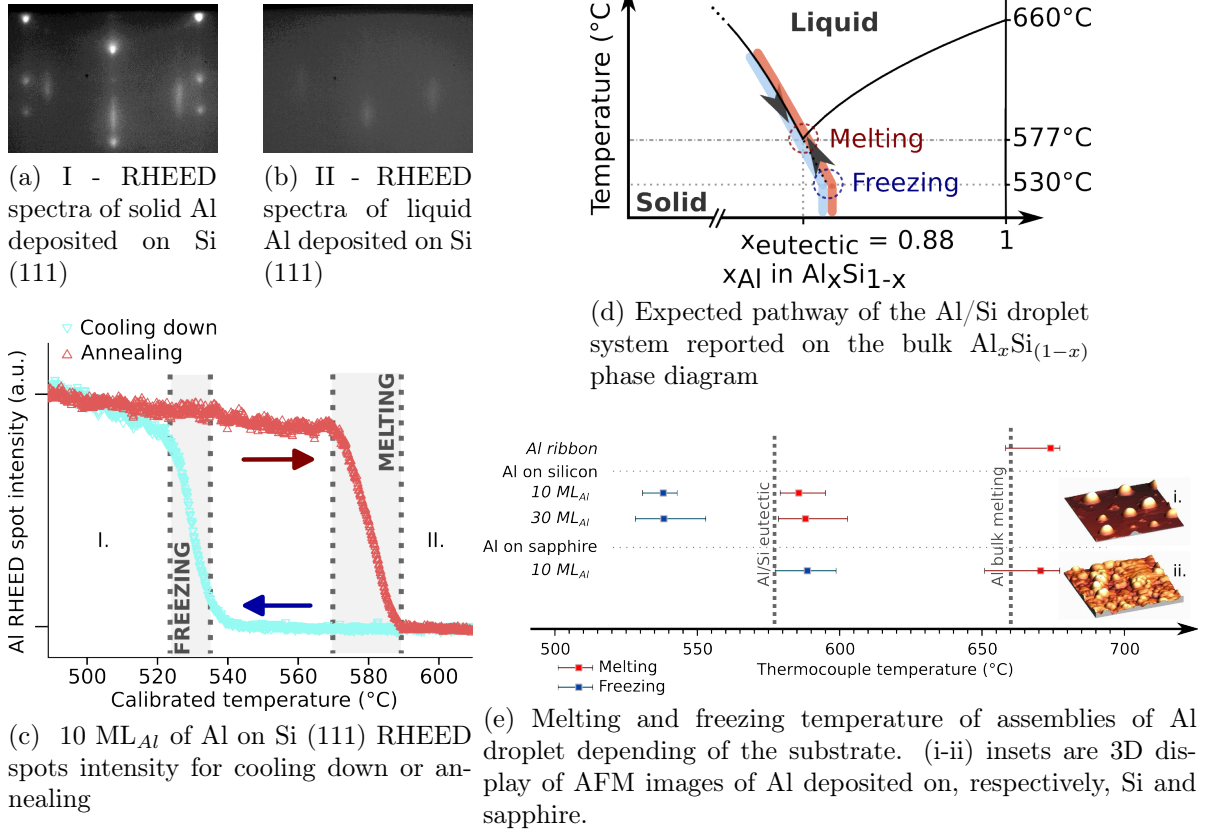 (a) I - RHEED
spectra of solid Al
deposited on Si
(111)
(b) II - RHEED
spectra of liquid
Al deposited on Si
(111)
Temperature (°C)
Liquid
660°C
577°C
Melting
Freezing
530°C
Solid
x_eutectic = 0.88
1
x_Al in Al_xSi_1-x
(d) Expected pathway of the Al/Si droplet
system reported on the bulk Al_xSi_(1−x)
phase diagram
Cooling down
Annealing
Al RHEED spot intensity (a.u.)
MELTING
FREEZING
I.
II.
500
520
540
560
580
600
Calibrated temperature (°C)
(c) 10 ML_Al of Al on Si (111) RHEED
spots intensity for cooling down or an-
nealing
Al ribbon
Al on silicon
10 ML_Al
30 ML_Al
Al on sapphire
10 ML_Al
Al/Si eutectic
Al bulk melting
i.
ii.
500
550
600
650
700
Thermocouple temperature (°C)
Melting
Freezing
(e) Melting and freezing temperature of assemblies of Al
droplet depending of the substrate. (i-ii) insets are 3D dis-
play of AFM images of Al deposited on, respectively, Si and
sapphire.